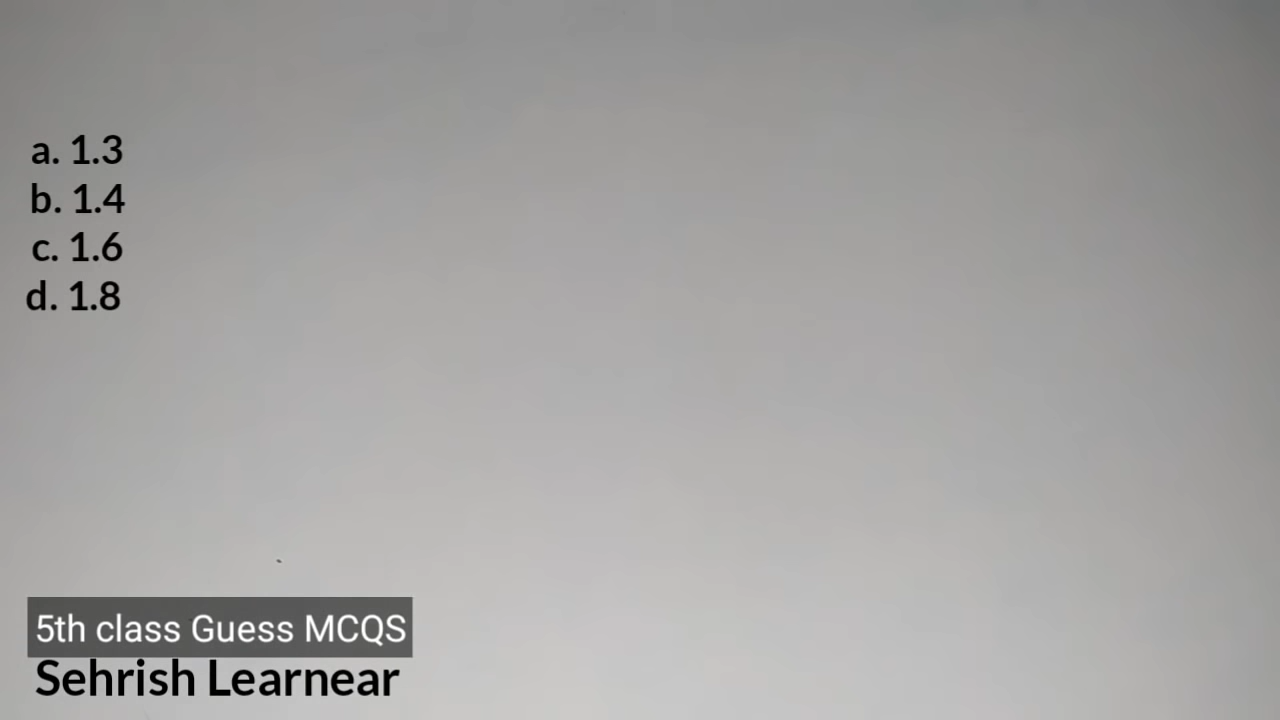 a. 1.3
b. 1.4
c. 1.6
d. 1.8
5th class Guess MCQS
Sehrish Learnear